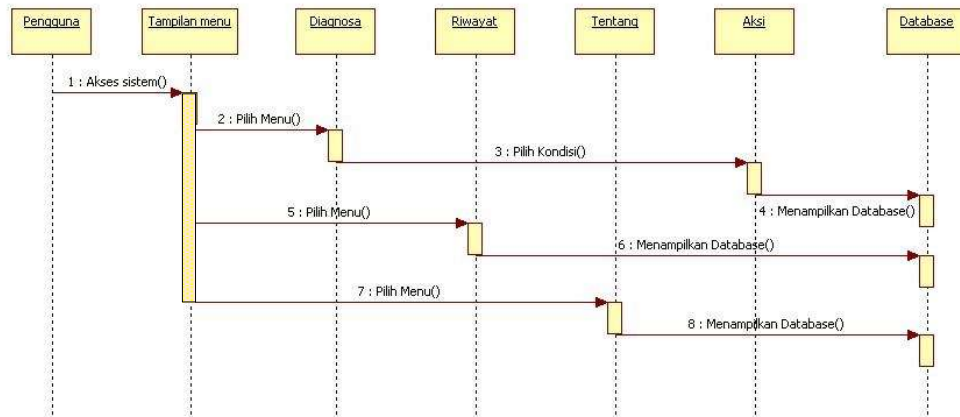 Pengguna
Tampilan menu
Diagnosa
Riwayat
Tentang
Aksi
Database
1 : Akses sistem()
2 : Pilih Menu()
3 : Pilih Kondisi()
4 : Menampilkan Database()
5 : Pilih Menu()
6 : Menampilkan Database()
7 : Pilih Menu()
8 : Menampilkan Database()